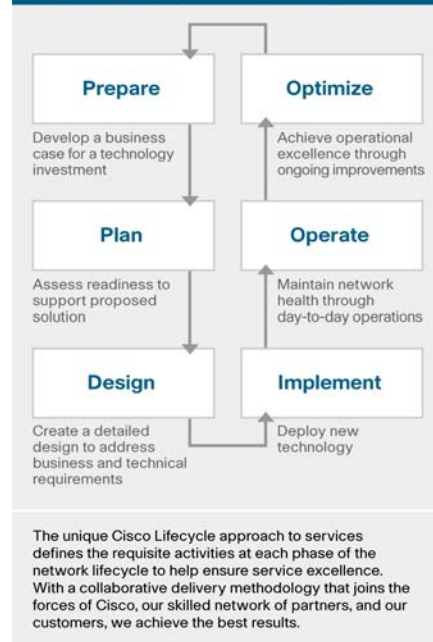 Prepare
Develop a business
case for a technology
investment
Plan
Assess readiness to
support proposed
solution
Design
Create a detailed
design to address
business and technical
requirements
Implement
Deploy new
technology
Operate
Maintain network
health through
day-to-day operations
Optimize
Achieve operational
excellence through
ongoing improvements
The unique Cisco Lifecycle approach to services
defines the requisite activities at each phase of the
network lifecycle to help ensure service excellence.
With a collaborative delivery methodology that joins the
forces of Cisco, our skilled network of partners, and our
customers, we achieve the best results.